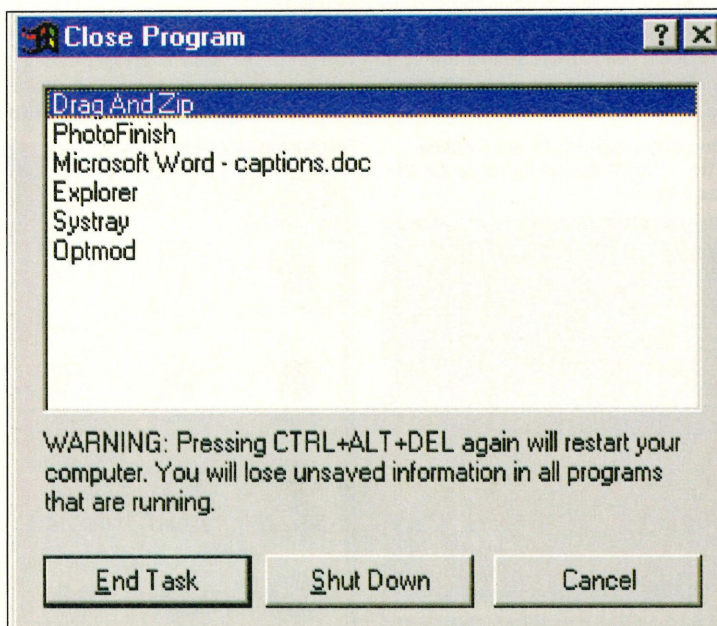 Close Program
Drag And Zip
PhotoFinish
Microsoft Word - captions.doc
Explorer
Systray
Optmod
WARNING: Pressing CTRL+ALT+DEL again will restart your
computer. You will lose unsaved information in all programs
that are running.
End Task Shut Down Cancel